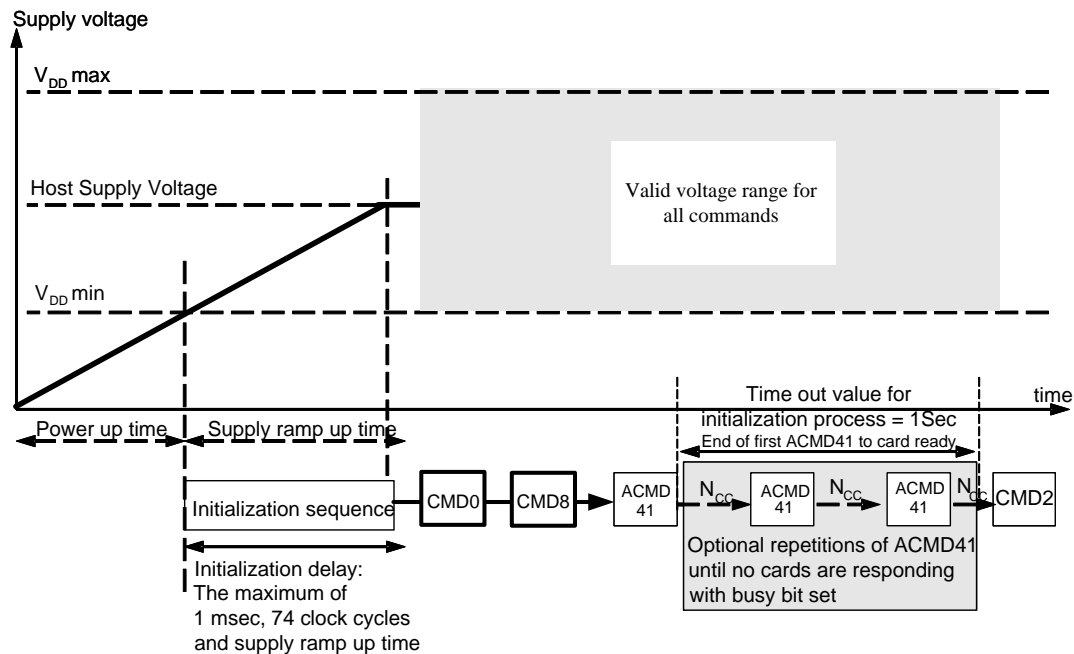 Supply voltage
V_DD max
Host Supply Voltage
Valid voltage range for
all commands
V_DD min
Time out value for
initialization process = 1Sec
End of first ACMD41 to card ready
time
Power up time
Supply ramp up time
Initialization sequence
CMD0
CMD8
ACMD
41
N_CC
ACMD
41
N_CC
ACMD
41
N_CC
CMD2
Optional repetitions of ACMD41
until no cards are responding
with busy bit set
Initialization delay:
The maximum of
1 msec, 74 clock cycles
and supply ramp up time